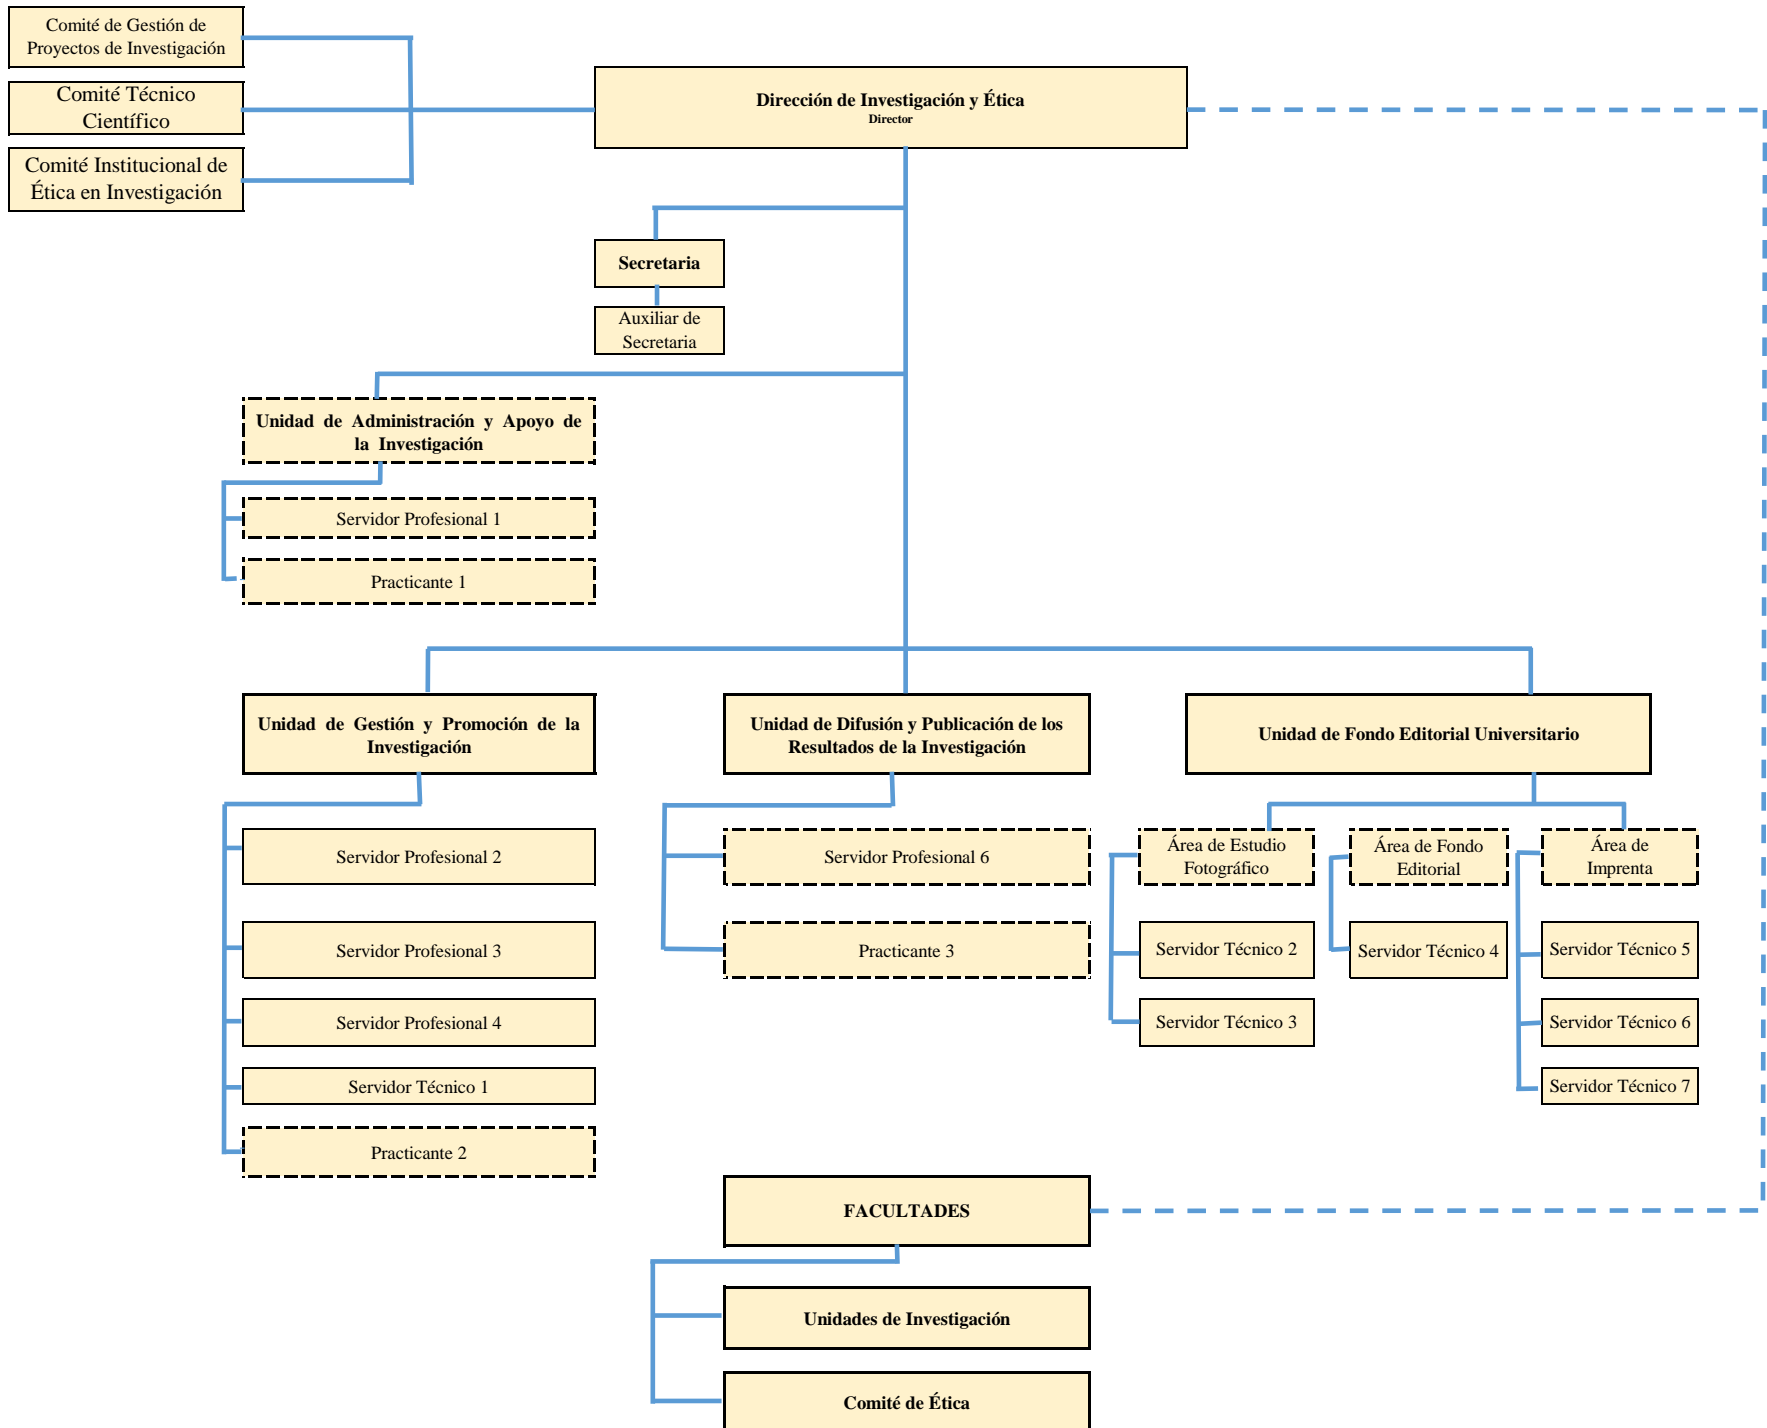 Comité de Gestión de
Proyectos de Investigación
Comité Técnico
Científico
Comité Institucional de
Ética en Investigación
Dirección de Investigación y Ética
Director
Secretaria
Auxiliar de
Secretaria
Unidad de Administración y Apoyo de
la Investigación
Servidor Profesional 1
Practicante 1
Unidad de Gestión y Promoción de la
Investigación
Servidor Profesional 2
Servidor Profesional 3
Servidor Profesional 4
Servidor Técnico 1
Practicante 2
Unidad de Difusión y Publicación de los
Resultados de la Investigación
Servidor Profesional 6
Practicante 3
Unidad de Fondo Editorial Universitario
Área de Estudio
Fotográfico
Servidor Técnico 2
Servidor Técnico 3
Área de Fondo
Editorial
Servidor Técnico 4
Área de
Imprenta
Servidor Técnico 5
Servidor Técnico 6
Servidor Técnico 7
FACULTADES
Unidades de Investigación
Comité de Ética